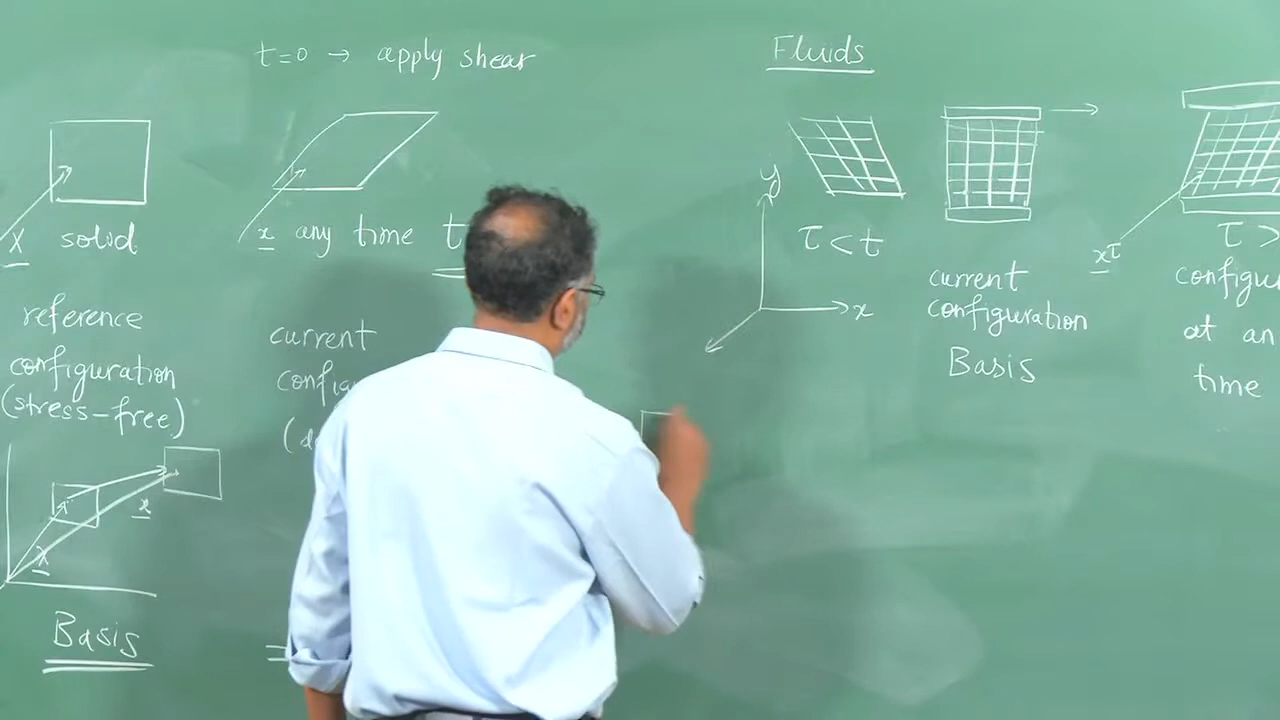 t=0 → apply shear
X solid
x any time t
reference
configuration
(stress-free)
current
x
X
Basis
Fluids
y
x
τ < t
current
configuration
Basis
xτ
τ >
at an
time